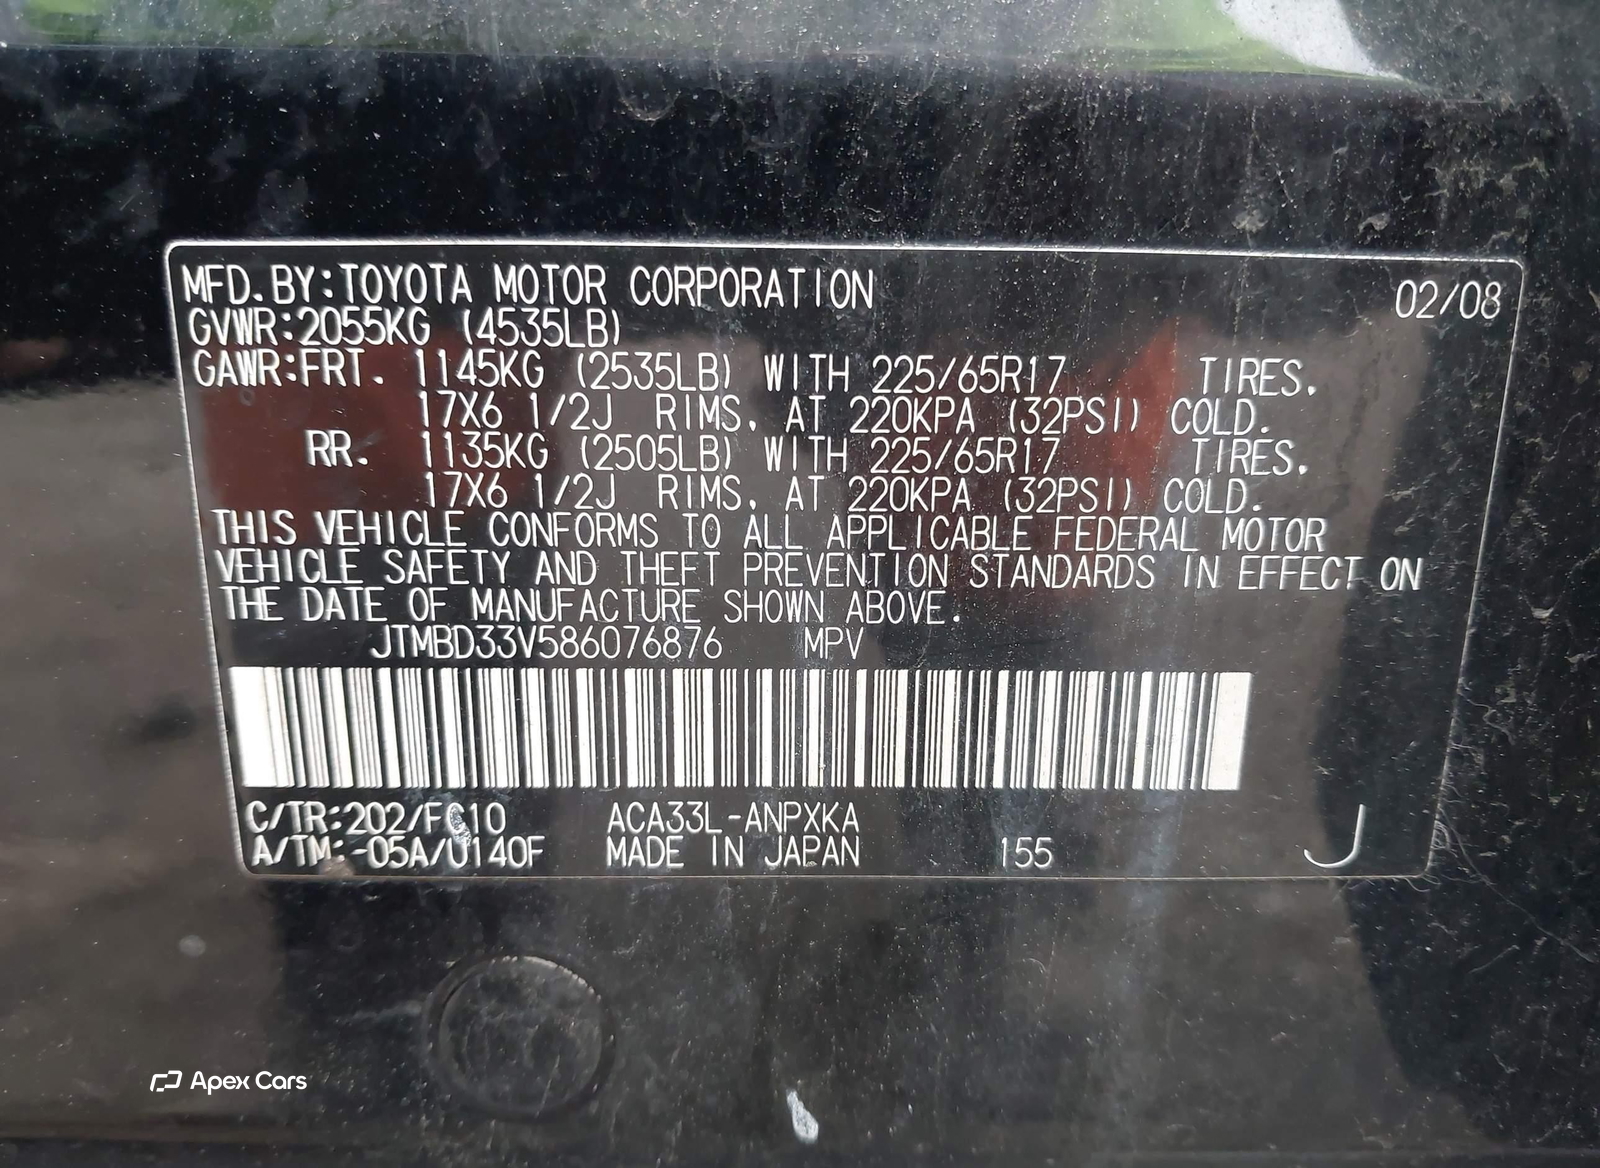 MFD.BY:TOYOTA MOTOR CORPORATION 02/08
GVWR:2055KG (4535LB)
GAWR:FRT. 1145KG (2535LB) WITH 225/65R17 TIRES.
17X6 1/2J RIMS, AT 220KPA (32PSI) COLD.
RR. 1135KG (2505LB) WITH 225/65R17 TIRES.
17X6 1/2J RIMS, AT 220KPA (32PSI) COLD.
THIS VEHICLE CONFORMS TO ALL APPLICABLE FEDERAL MOTOR
VEHICLE SAFETY AND THEFT PREVENTION STANDARDS IN EFFECT ON
THE DATE OF MANUFACTURE SHOWN ABOVE.
JTMBD33V586076876 MPV
C/TR:202/FC10 ACA33L-ANPXKA
A/TM:-05A/U140F MADE IN JAPAN 155 J
Apex Cars